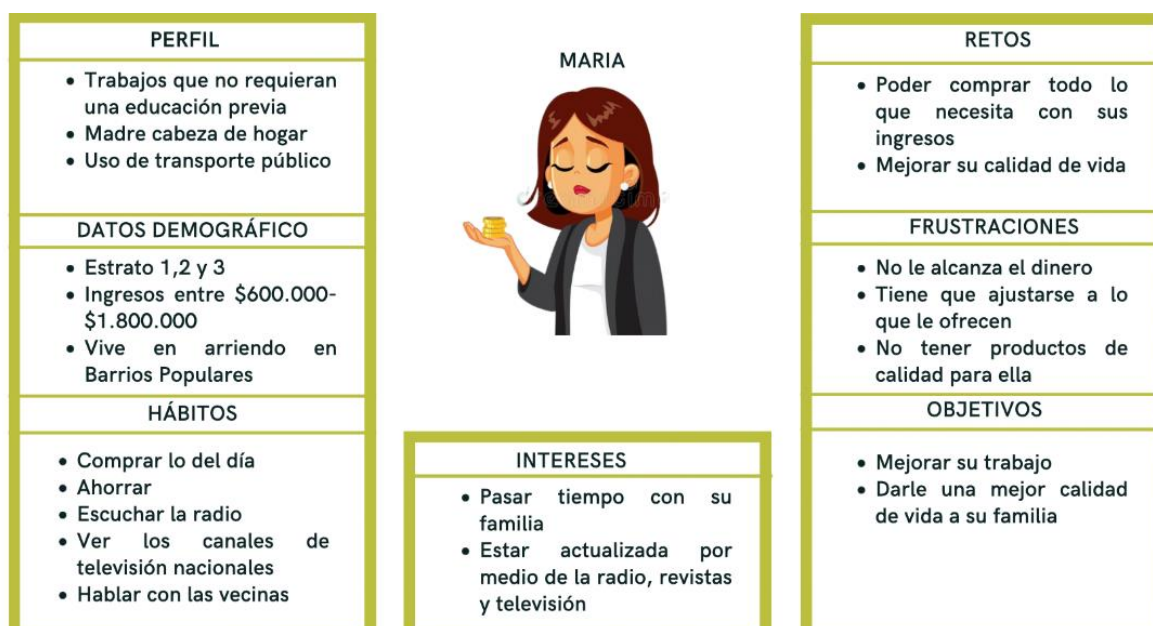 PERFIL
• Trabajos que no requieran
una educación previa
• Madre cabeza de hogar
• Uso de transporte público
DATOS DEMOGRÁFICO
• Estrato 1,2 y 3
• Ingresos entre $600.000-
$1.800.000
• Vive en arriendo en
Barrios Populares
HÁBITOS
• Comprar lo del día
• Ahorrar
• Escuchar la radio
• Ver los canales de
televisión nacionales
• Hablar con las vecinas
MARIA
INTERESES
• Pasar tiempo con su
familia
• Estar actualizada por
medio de la radio, revistas
y televisión
RETOS
• Poder comprar todo lo
que necesita con sus
ingresos
• Mejorar su calidad de vida
FRUSTRACIONES
• No le alcanza el dinero
• Tiene que ajustarse a lo
que le ofrecen
• No tener productos de
calidad para ella
OBJETIVOS
• Mejorar su trabajo
• Darle una mejor calidad
de vida a su familia